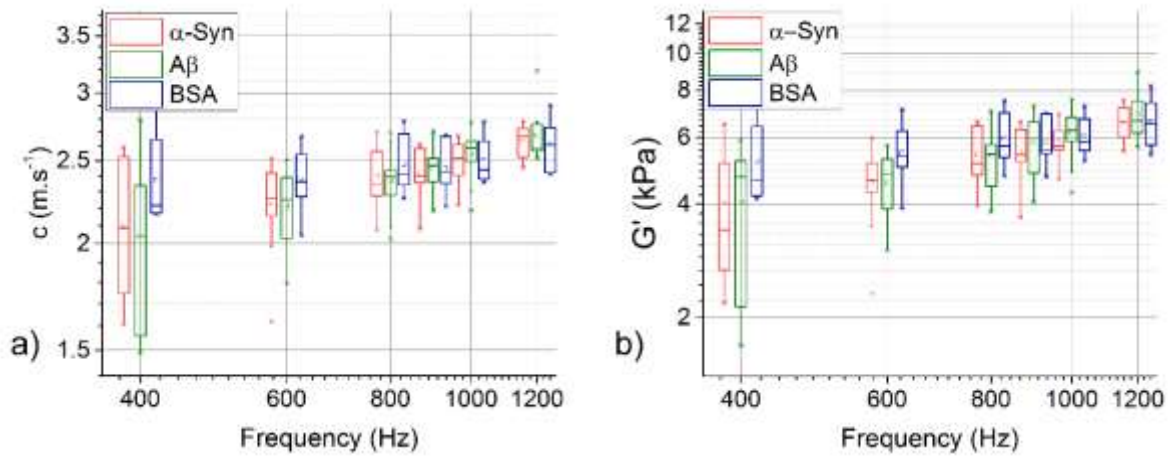 3.5
3
2.5
2
1.5
c (m.s⁻¹)
α-Syn
Aβ
BSA
a)
400
600
800
1000
1200
Frequency (Hz)
12
10
8
6
4
2
G' (kPa)
α–Syn
Aβ
BSA
b)
400
600
800
1000
1200
Frequency (Hz)